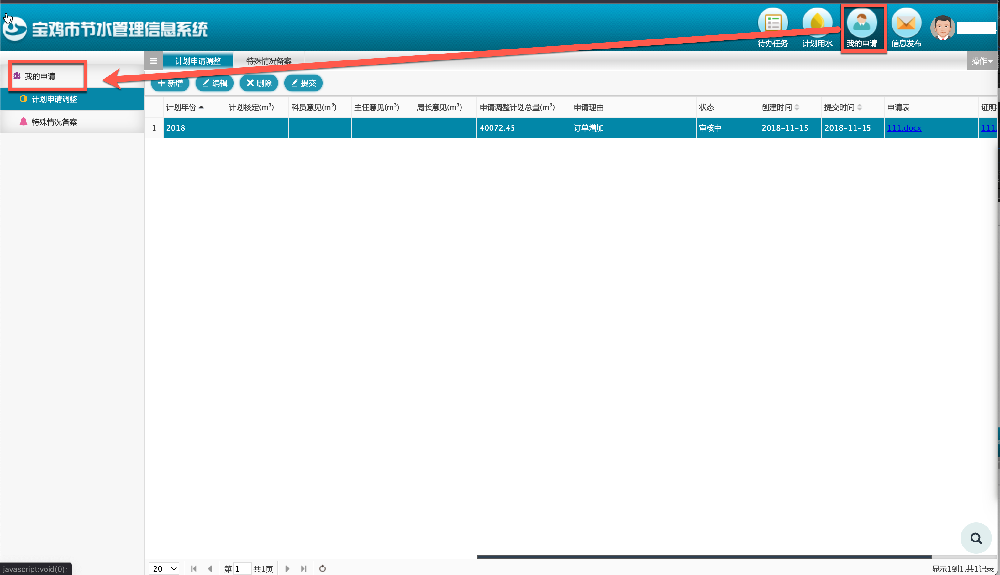 宝鸡市节水管理信息系统
待办任务
计划用水
我的申请
信息发布
我的申请
计划申请调整
特殊情况备案
计划申请调整
特殊情况备案
操作
新增
编辑
删除
提交
计划年份 计划核定(m³) 科员意见(m³) 主任意见(m³) 局长意见(m³) 申请调整计划总量(m³) 申请理由 状态 创建时间 提交时间 申请表 证明
1 2018 40072.45 订单增加 审核中 2018-11-15 2018-11-15 111.docx 111.
javascript:void(0);
20 第 1 共1页
显示1到1,共1记录